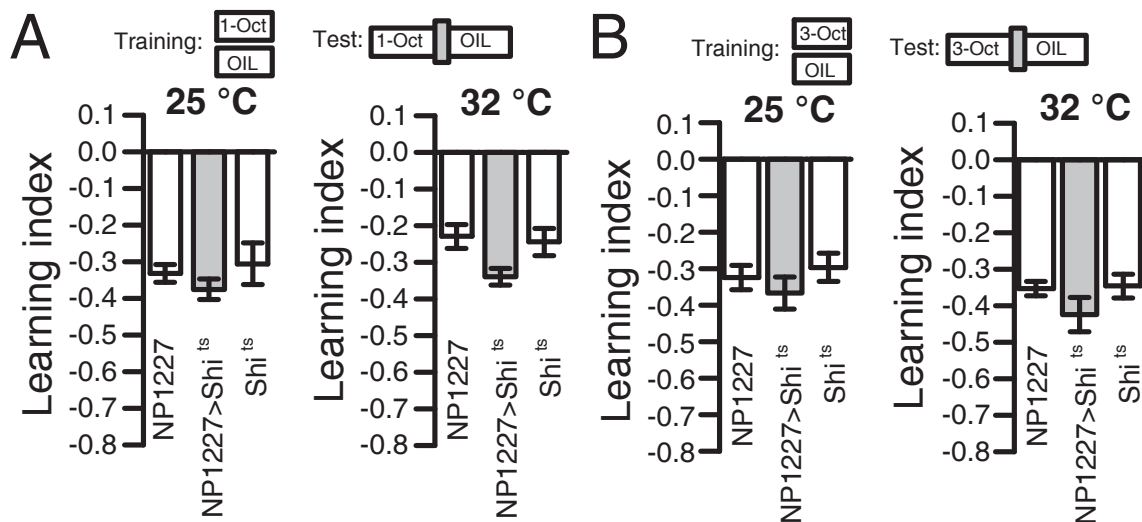 A
Training:
1-Oct
OIL
Test:
1-Oct OIL
25 °C
32 °C
Learning index
0.1
0.0
-0.1
-0.2
-0.3
-0.4
-0.5
-0.6
-0.7
-0.8
NP1227
NP1227>Shi ts
Shi ts
Learning index
0.1
0.0
-0.1
-0.2
-0.3
-0.4
-0.5
-0.6
-0.7
-0.8
NP1227
NP1227>Shi ts
Shi ts
B
Training:
3-Oct
OIL
Test:
3-Oct OIL
25 °C
32 °C
Learning index
0.1
0.0
-0.1
-0.2
-0.3
-0.4
-0.5
-0.6
-0.7
-0.8
NP1227
NP1227>Shi ts
Shi ts
Learning index
0.1
0.0
-0.1
-0.2
-0.3
-0.4
-0.5
-0.6
-0.7
-0.8
NP1227
NP1227>Shi ts
Shi ts